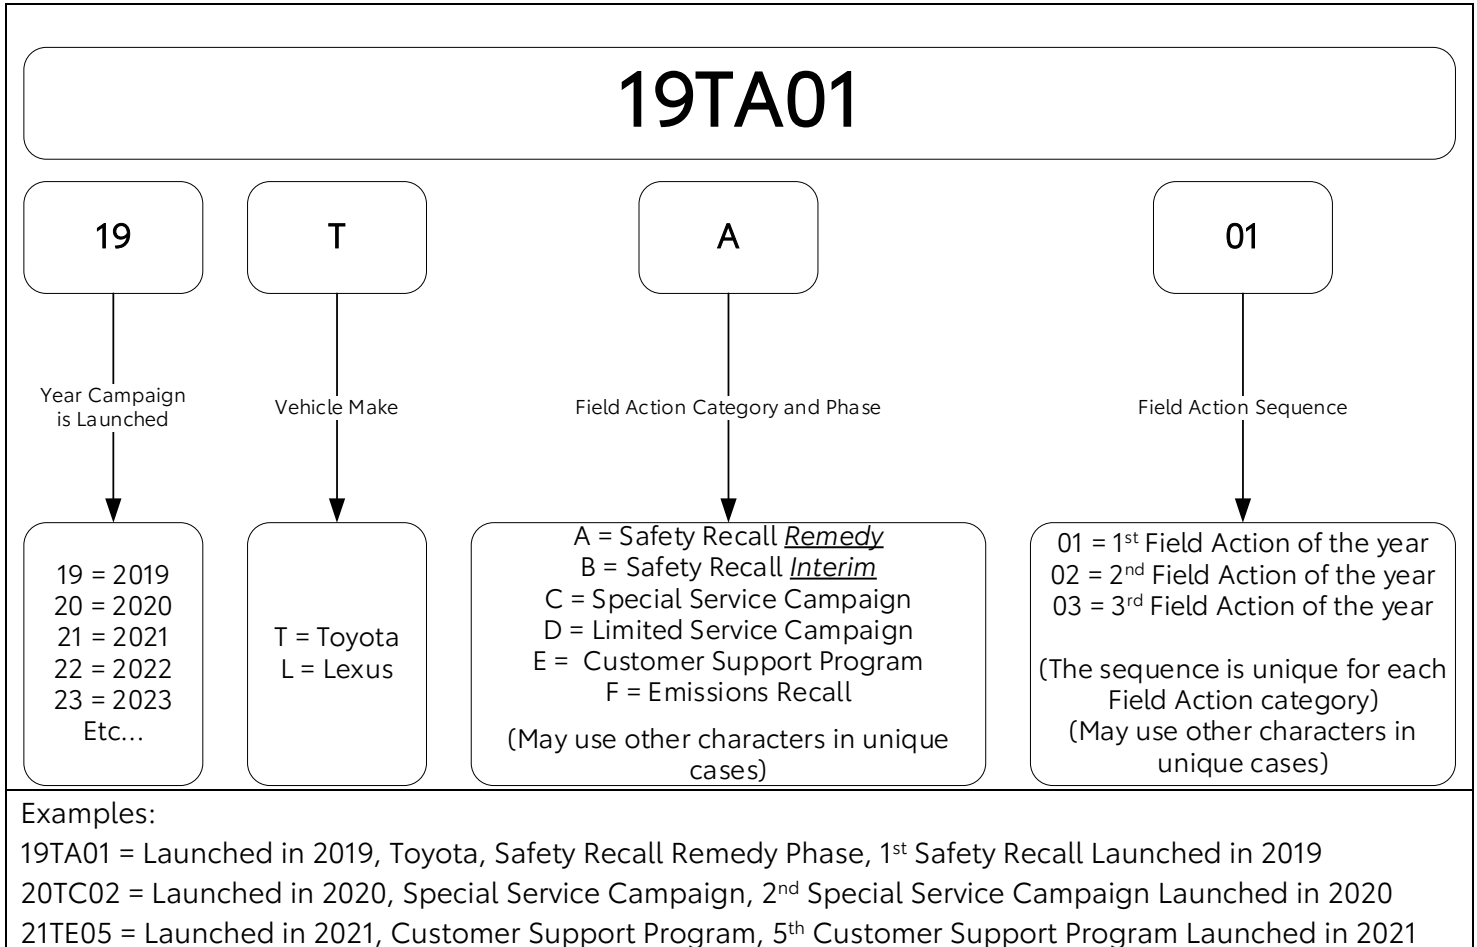 19TA01
19
T
A
01
Year Campaign
is Launched
Vehicle Make
Field Action Category and Phase
Field Action Sequence
19 = 2019
20 = 2020
21 = 2021
22 = 2022
23 = 2023
Etc...
T = Toyota
L = Lexus
A = Safety Recall Remedy
B = Safety Recall Interim
C = Special Service Campaign
D = Limited Service Campaign
E =  Customer Support Program
F = Emissions Recall
(May use other characters in unique
cases)
01 = 1st Field Action of the year
02 = 2nd Field Action of the year
03 = 3rd Field Action of the year
(The sequence is unique for each
Field Action category)
(May use other characters in
unique cases)
Examples:
19TA01 = Launched in 2019, Toyota, Safety Recall Remedy Phase, 1st Safety Recall Launched in 2019
20TC02 = Launched in 2020, Special Service Campaign, 2nd Special Service Campaign Launched in 2020
21TE05 = Launched in 2021, Customer Support Program, 5th Customer Support Program Launched in 2021